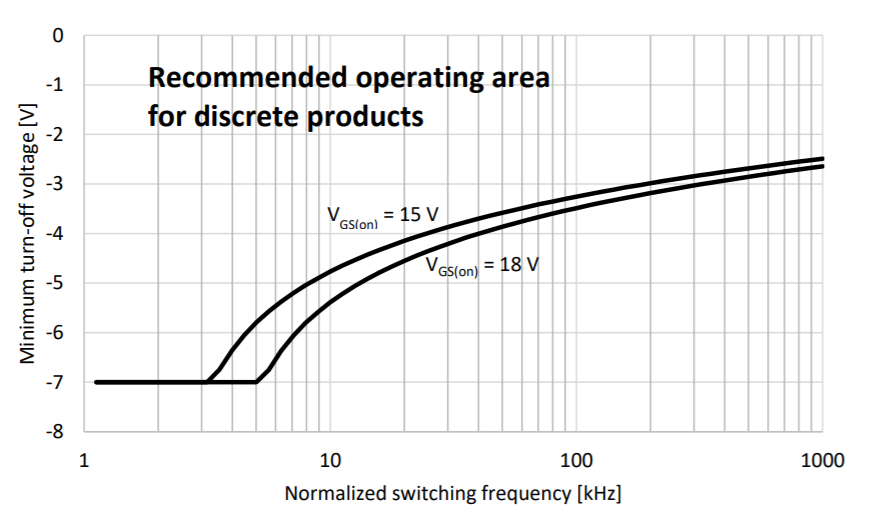 0
-1
-2
-3
-4
-5
-6
-7
-8
Minimum turn-off voltage [V]
Recommended operating area
for discrete products
VGS(on) = 15 V
VGS(on) = 18 V
1 10 100 1000
Normalized switching frequency [kHz]